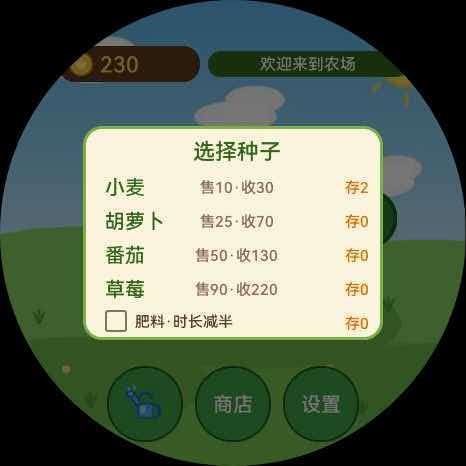 230
欢迎来到农场
选择种子
小麦 售10·收30 存2
胡萝卜 售25·收70 存0
番茄 售50·收130 存0
草莓 售90·收220 存0
肥料·时长减半 存0
商店 设置